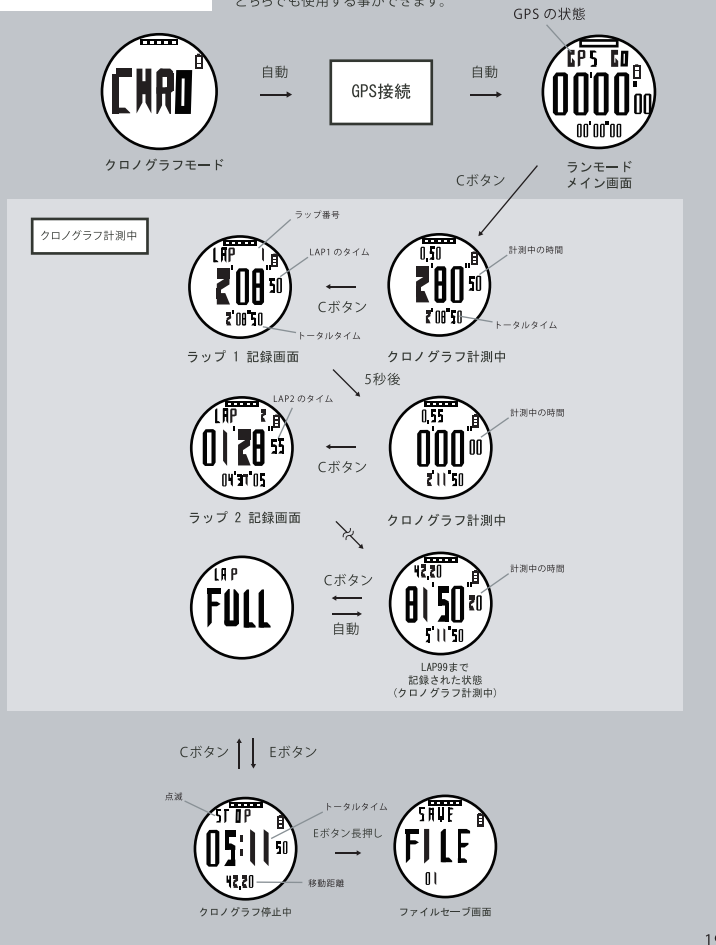 どちらでも使用する事ができます。
GPS の状態
CHRO
自動
GPS接続
自動
GPS GO
00'00"00
00'00"00
クロノグラフモード
ランモード
メイン画面
Cボタン
クロノグラフ計測中
ラップ番号
LAP 1
2'08"50
2'08"50
LAP1 のタイム
トータルタイム
Cボタン
0,50
2'80"50
2'08"50
計測中の時間
トータルタイム
ラップ 1 記録画面
クロノグラフ計測中
5秒後
LAP2 のタイム
LAP 2
01'28"55
04'37"05
Cボタン
0,55
0'00"00
2'11"50
計測中の時間
ラップ 2 記録画面
クロノグラフ計測中
LAP
FULL
Cボタン
自動
42,20
81'50"20
5'11"50
計測中の時間
LAP99まで
記録された状態
(クロノグラフ計測中)
Cボタン
Eボタン
点滅
STOP
05:11 50
42,20
トータルタイム
移動距離
Eボタン長押し
SAVE
FILE
01
クロノグラフ停止中
ファイルセーブ画面